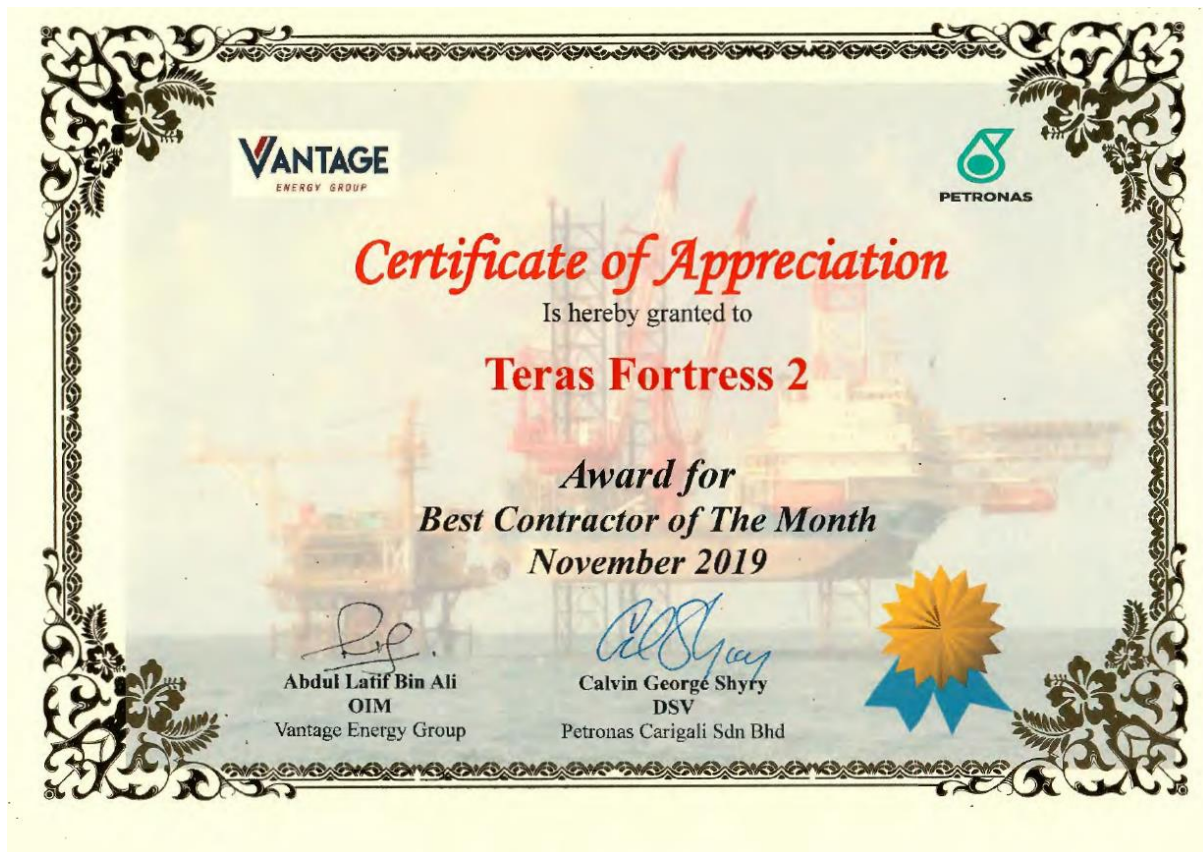 VANTAGE
ENERGY GROUP
PETRONAS
Certificate of Appreciation
Is hereby granted to
Teras Fortress 2
Award for
Best Contractor of The Month
November 2019
Abdul Latif Bin Ali
OIM
Vantage Energy Group
Calvin George Shyry
DSV
Petronas Carigali Sdn Bhd